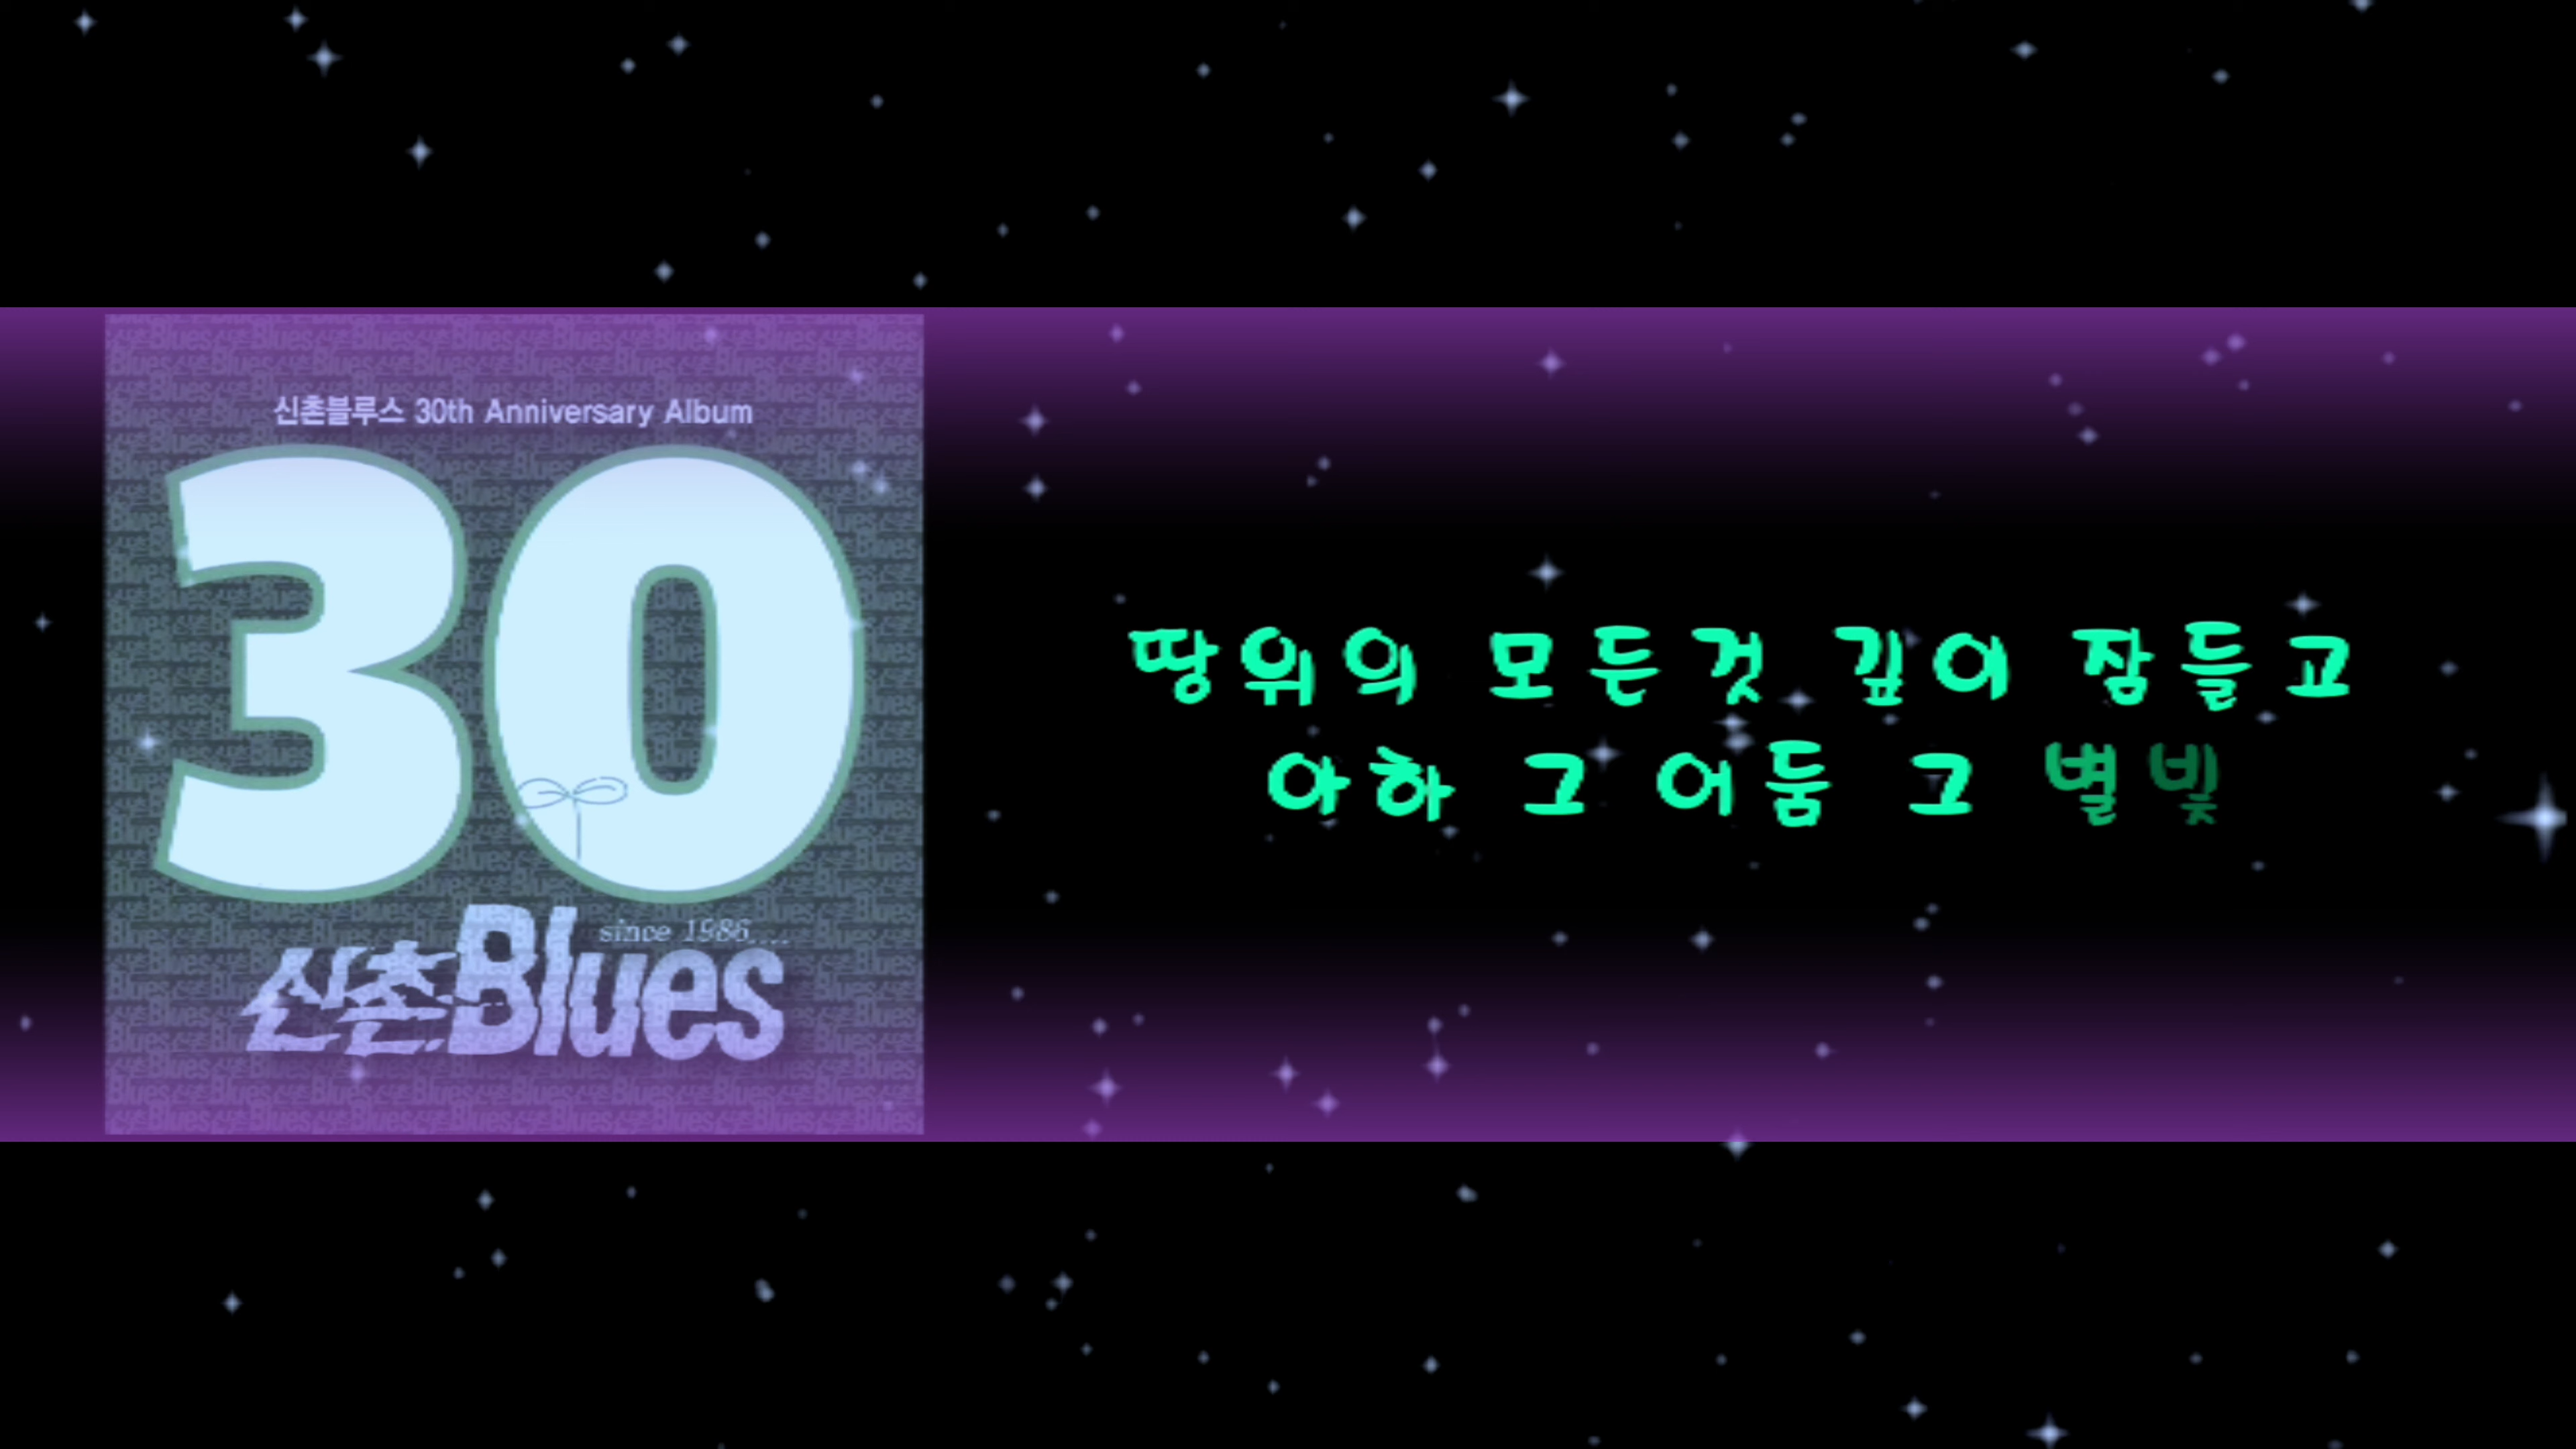 신촌블루스 30th Anniversary Album
30
since 1986....
신촌Blues
땅위의 모든것 깊이 잠들고
아하 그 어둠 그 별빛